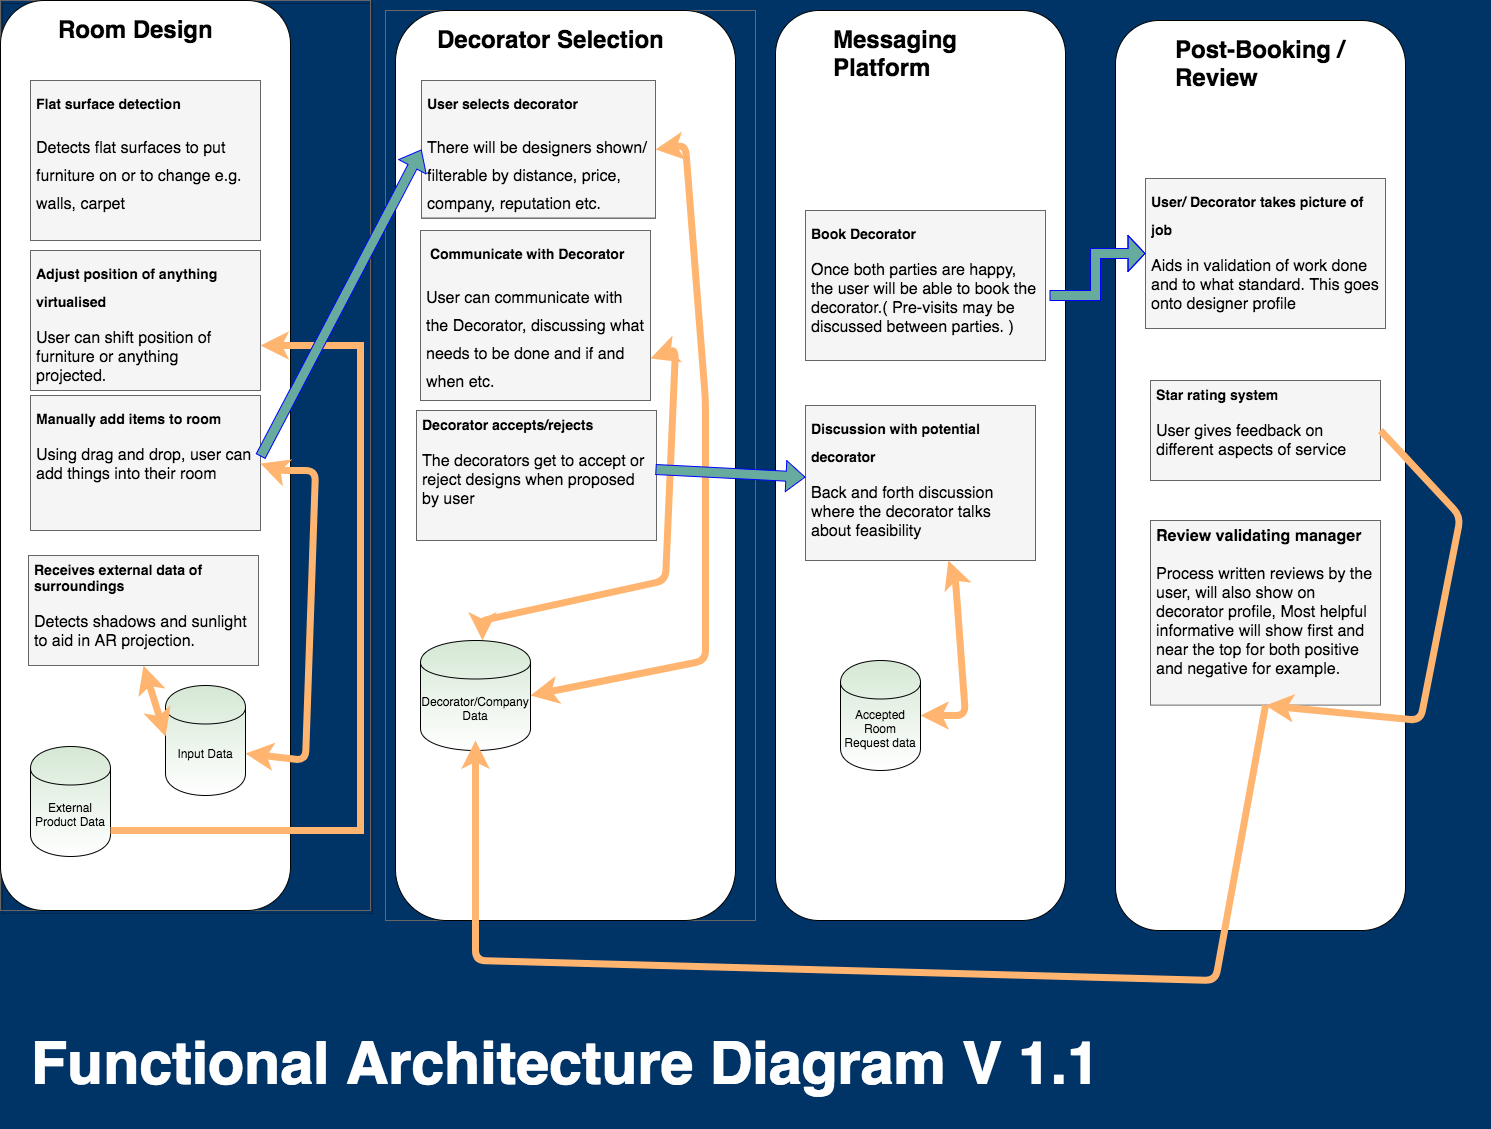 Room Design
Flat surface detection
Detects flat surfaces to put
furniture on or to change e.g.
walls, carpet
Adjust position of anything
virtualised
User can shift position of
furniture or anything
projected.
Manually add items to room
Using drag and drop, user can
add things into their room
Receives external data of
surroundings
Detects shadows and sunlight
to aid in AR projection.
Input Data
External
Product Data
Decorator Selection
User selects decorator
There will be designers shown/
filterable by distance, price,
company, reputation etc.
Communicate with Decorator
User can communicate with
the Decorator, discussing what
needs to be done and if and
when etc.
Decorator accepts/rejects
The decorators get to accept or
reject designs when proposed
by user
Decorator/Company
Data
Messaging
Platform
Book Decorator
Once both parties are happy,
the user will be able to book the
decorator.( Pre-visits may be
discussed between parties. )
Discussion with potential
decorator
Back and forth discussion
where the decorator talks
about feasibility
Accepted
Room
Request data
Post-Booking /
Review
User/ Decorator takes picture of
job
Aids in validation of work done
and to what standard. This goes
onto designer profile
Star rating system
User gives feedback on
different aspects of service
Review validating manager
Process written reviews by the
user, will also show on
decorator profile, Most helpful
informative will show first and
near the top for both positive
and negative for example.
Functional Architecture Diagram V 1.1